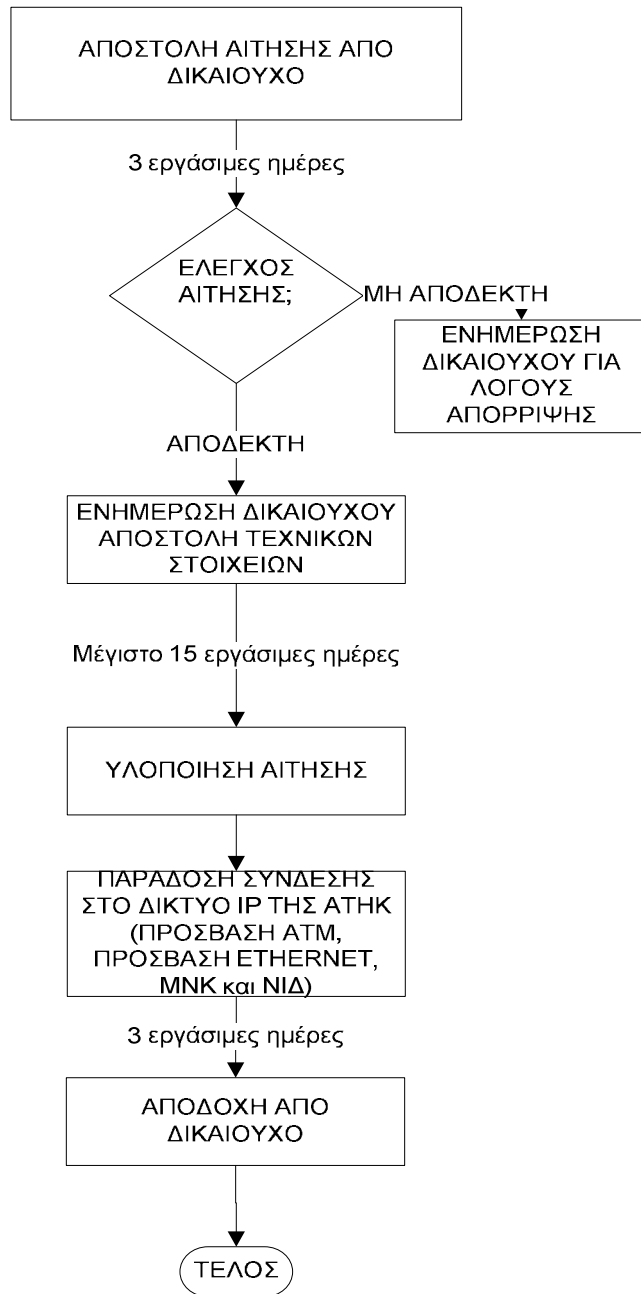 ΑΠΟΣΤΟΛΗ ΑΙΤΗΣΗΣ ΑΠΟ
ΔΙΚΑΙΟΥΧΟ
3 εργάσιμες ημέρες
ΕΛΕΓΧΟΣ
ΑΙΤΗΣΗΣ;
ΜΗ ΑΠΟΔΕΚΤΗ
ΕΝΗΜΕΡΩΣΗ
ΔΙΚΑΙΟΥΧΟΥ ΓΙΑ
ΛΟΓΟΥΣ
ΑΠΟΡΡΙΨΗΣ
ΑΠΟΔΕΚΤΗ
ΕΝΗΜΕΡΩΣΗ ΔΙΚΑΙΟΥΧΟΥ
ΑΠΟΣΤΟΛΗ ΤΕΧΝΙΚΩΝ
ΣΤΟΙΧΕΙΩΝ
Μέγιστο 15 εργάσιμες ημέρες
ΥΛΟΠΟΙΗΣΗ ΑΙΤΗΣΗΣ
ΠΑΡΑΔΟΣΗ ΣΥΝΔΕΣΗΣ
ΣΤΟ ΔΙΚΤΥΟ IP ΤΗΣ ΑΤΗΚ
(ΠΡΟΣΒΑΣΗ ΑΤΜ,
ΠΡΟΣΒΑΣΗ ETHERNET,
ΜΝΚ και ΝΙΔ)
3 εργάσιμες ημέρες
ΑΠΟΔΟΧΗ ΑΠΟ
ΔΙΚΑΙΟΥΧΟ
ΤΕΛΟΣ